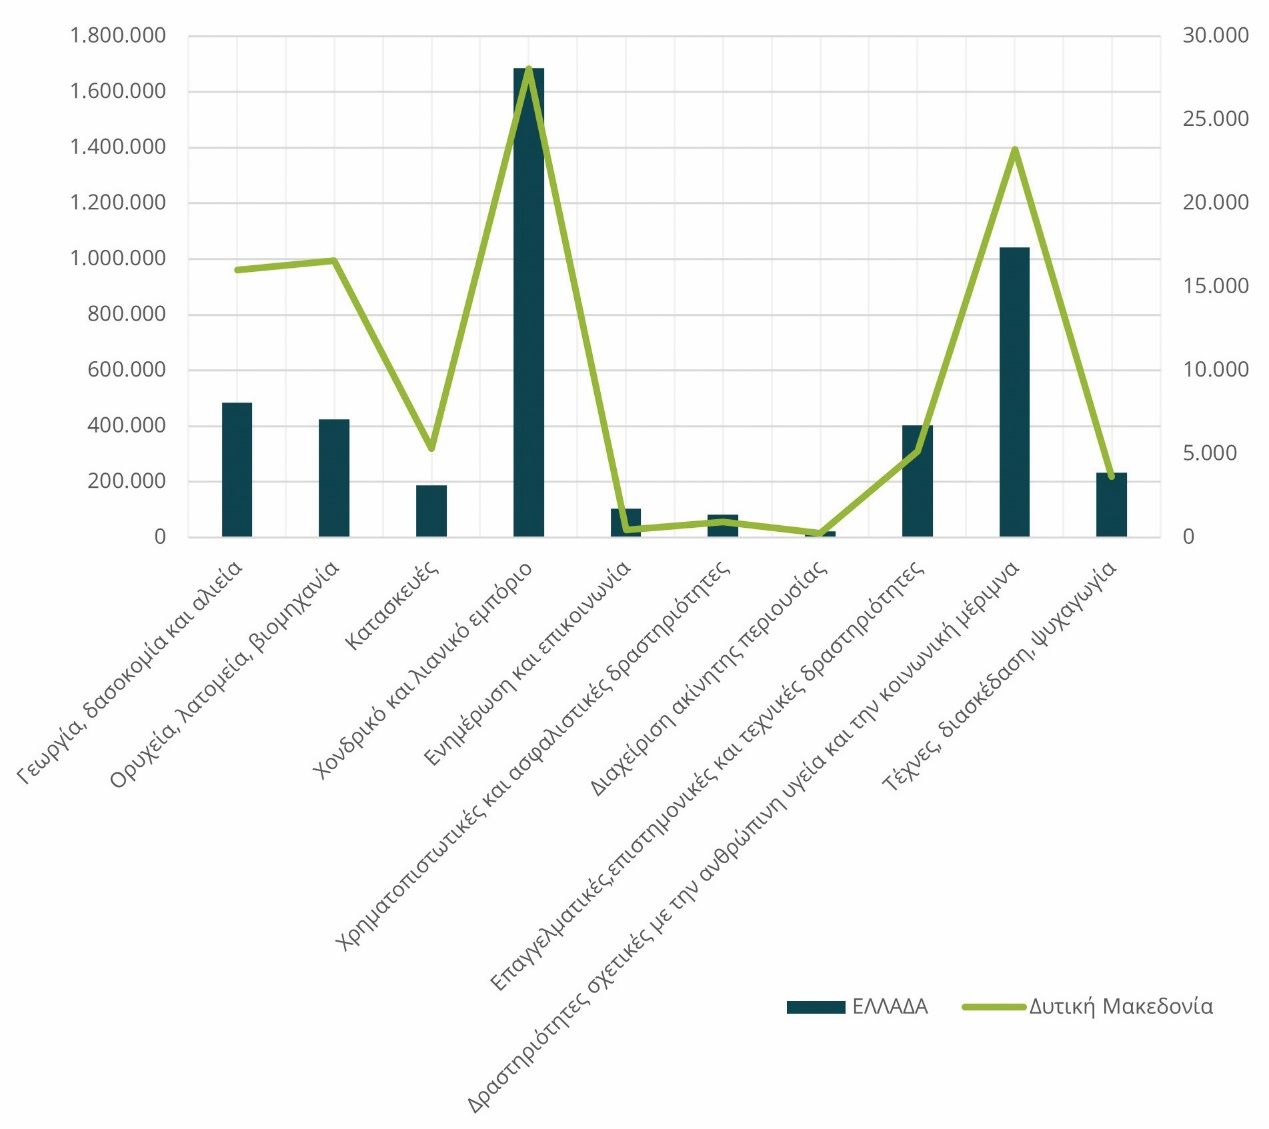 1.800.000
1.600.000
1.400.000
1.200.000
1.000.000
800.000
600.000
400.000
200.000
0
30.000
25.000
20.000
15.000
10.000
5.000
0
Γεωργία, δασοκομία και αλιεία
Ορυχεία, λατομεία, βιομηχανία
Κατασκευές
Χονδρικό και λιανικό εμπόριο
Ενημέρωση και επικοινωνία
Χρηματοπιστωτικές και ασφαλιστικές δραστηριότητες
Διαχείριση ακίνητης περιουσίας
Επαγγελματικές,επιστημονικές και τεχνικές δραστηριότητες
Δραστηριότητες σχετικές με την ανθρώπινη υγεία και την κοινωνική μέριμνα
Τέχνες, διασκέδαση, ψυχαγωγία
ΕΛΛΑΔΑ
Δυτική Μακεδονία